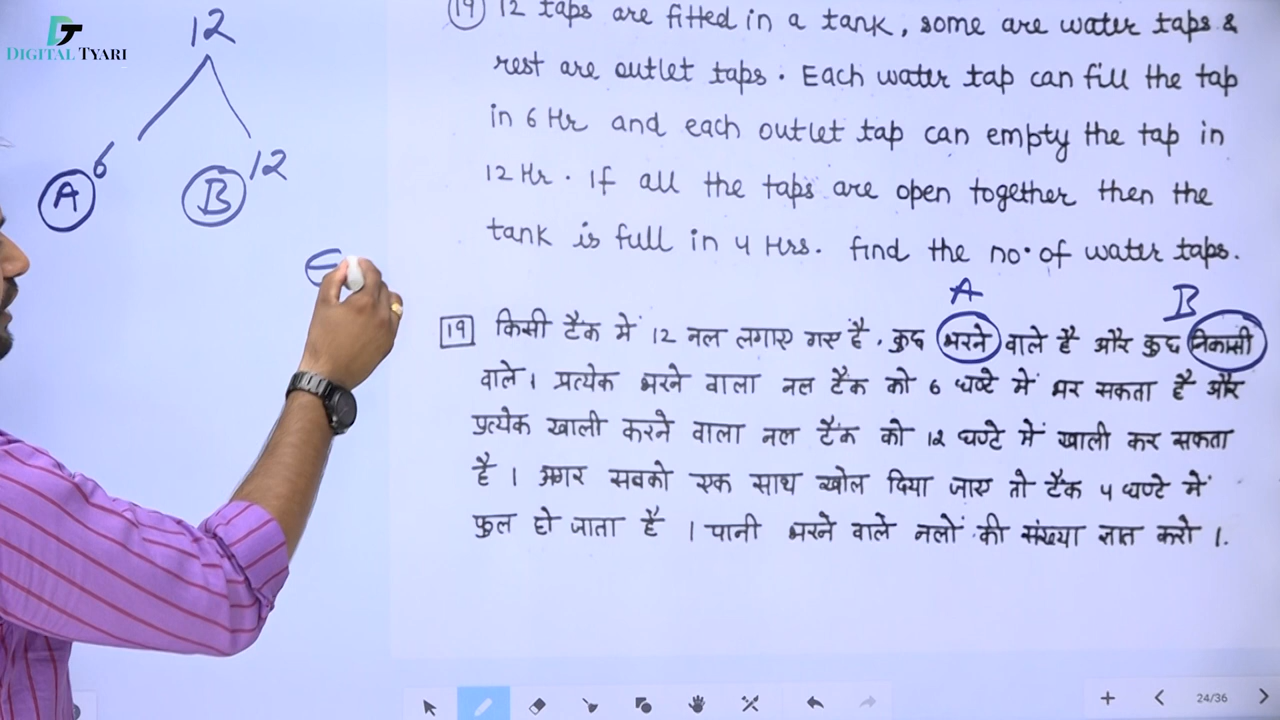 DT
DIGITAL TYARI
12
A 6
B 12
(19) 12 taps are fitted in a tank, some are water taps &
rest are outlet taps. Each water tap can fill the tap
in 6 Hr and each outlet tap can empty the tap in
12 Hr. If all the taps are open together then the
tank is full in 4 Hrs. find the no. of water taps.
A B
19 किसी टैंक में 12 नल लगाए गए है, कुछ भरने वाले है और कुछ निकासी
वाले। प्रत्येक भरने वाला नल टैंक को 6 घण्टे में भर सकता है और
प्रत्येक खाली करने वाला नल टैंक को 12 घण्टे में खाली कर सकता
है। अगर सबको एक साथ खोल दिया जाए तो टैंक 4 घण्टे में
फुल हो जाता है। पानी भरने वाले नलों की संख्या ज्ञात करो।.
24/36